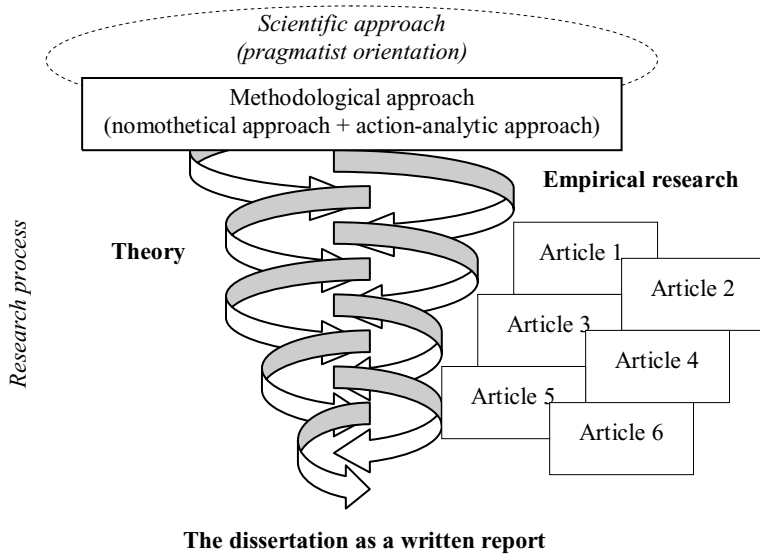 Scientific approach
(pragmatist orientation)
Methodological approach
(nomothetical approach + action-analytic approach)
Empirical research
Theory
Research process
Article 1
Article 2
Article 3
Article 4
Article 5
Article 6
The dissertation as a written report